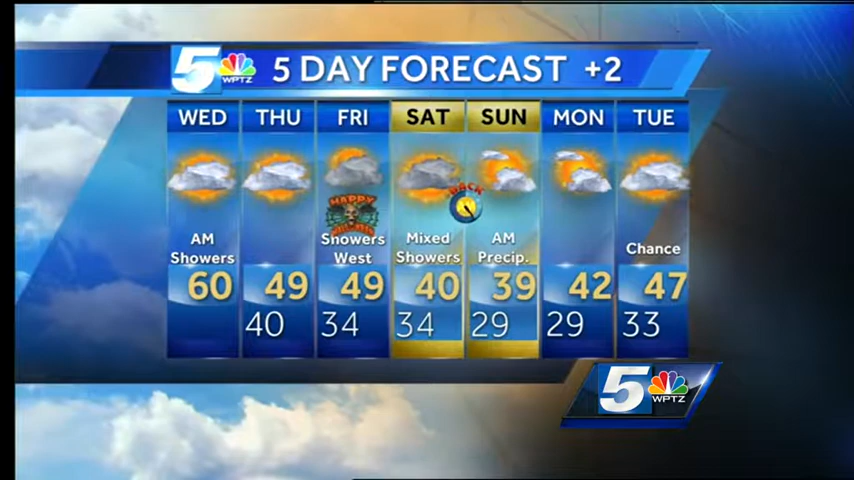 5 WPTZ 5 DAY FORECAST +2
WED THU FRI SAT SUN MON TUE
BACK
HAPPY
AM Showers
Showers West
Mixed Showers
AM Precip.
Chance
60 49 49 40 39 42 47
40 34 34 29 29 33
5 WPTZ